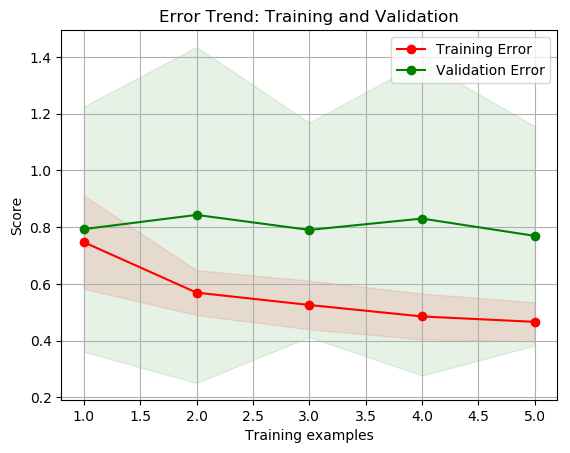 Error Trend: Training and Validation
Training Error
Validation Error
Score
1.4
1.2
1.0
0.8
0.6
0.4
0.2
1.0 1.5 2.0 2.5 3.0 3.5 4.0 4.5 5.0
Training examples